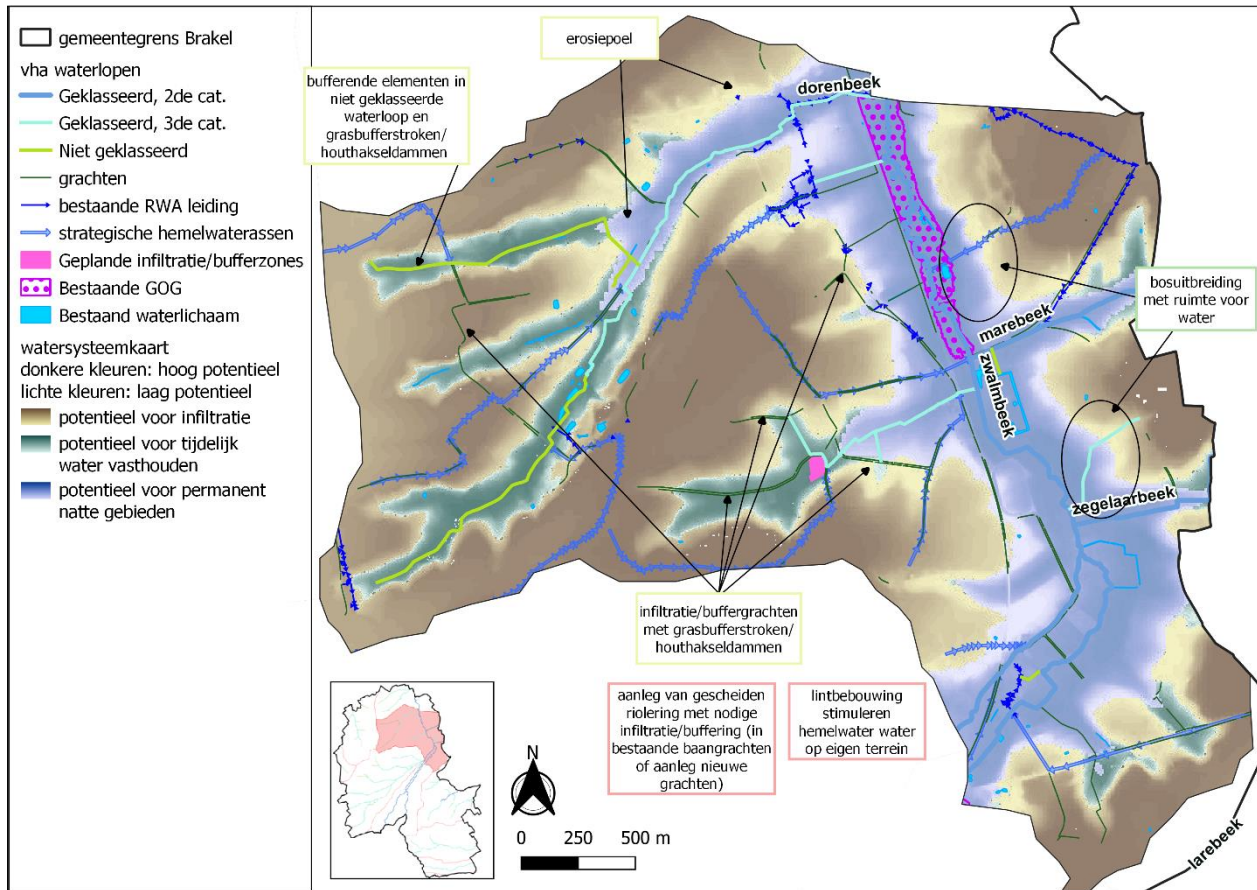 gemeentegrens Brakel
vha waterlopen
Geklasseerd, 2de cat.
Geklasseerd, 3de cat.
Niet geklasseerd
grachten
bestaande RWA leiding
strategische hemelwaterassen
Geplande infiltratie/bufferzones
Bestaande GOG
Bestaand waterlichaam
watersysteemkaart
donkere kleuren: hoog potentieel
lichte kleuren: laag potentieel
potentieel voor infiltratie
potentieel voor tijdelijk
water vasthouden
potentieel voor permanent
natte gebieden
erosiepoel
bufferende elementen in
niet geklasseerde
waterloop en
grasbufferstroken/
houthakseldammen
dorenbeek
bosuitbreiding
met ruimte voor
water
marebeek
zwalmbeek
zegelaarbeek
infiltratie/buffergrachten
met grasbufferstroken/
houthakseldammen
aanleg van gescheiden
riolering met nodige
infiltratie/buffering (in
bestaande baangrachten
of aanleg nieuwe
grachten)
lintbebouwing
stimuleren
hemelwater water
op eigen terrein
larebeek
N
0 250 500 m